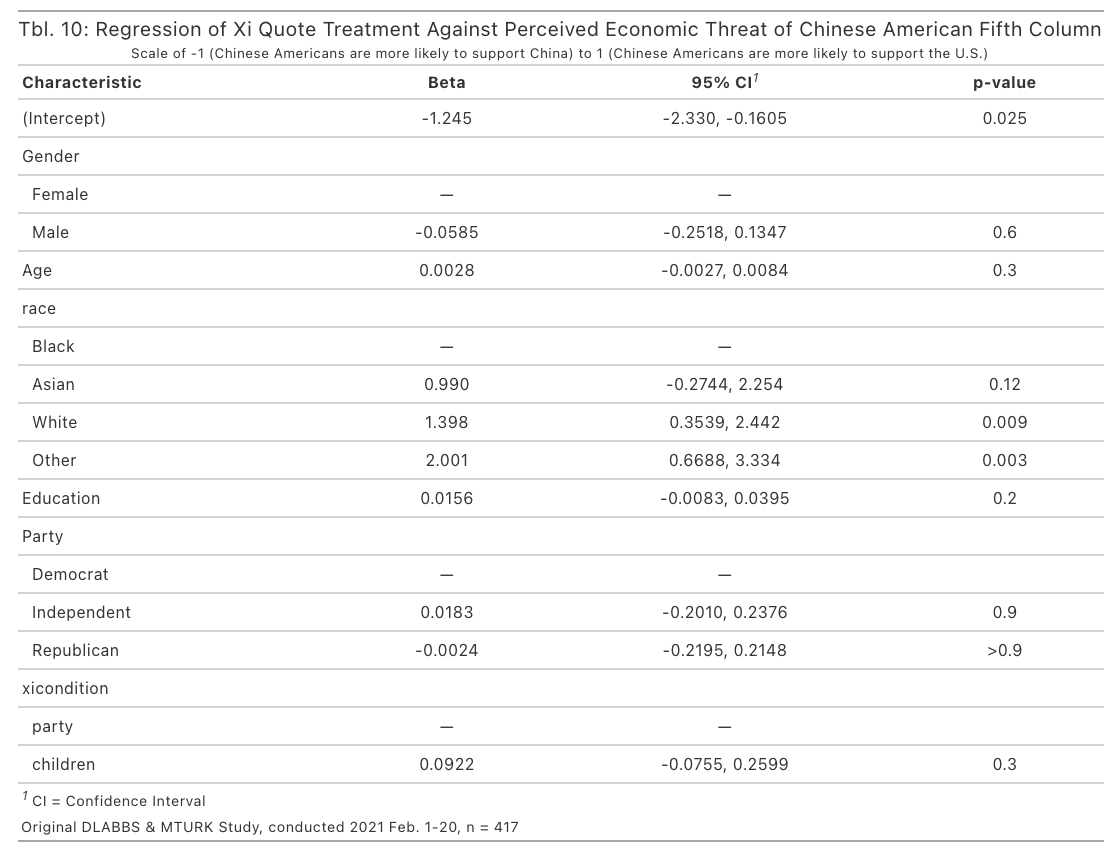 Tbl. 10: Regression of Xi Quote Treatment Against Perceived Economic Threat of Chinese American Fifth Column
Scale of -1 (Chinese Americans are more likely to support China) to 1 (Chinese Americans are more likely to support the U.S.)
Characteristic Beta 95% CI1 p-value
(Intercept) -1.245 -2.330, -0.1605 0.025
Gender
Female — —
Male -0.0585 -0.2518, 0.1347 0.6
Age 0.0028 -0.0027, 0.0084 0.3
race
Black — —
Asian 0.990 -0.2744, 2.254 0.12
White 1.398 0.3539, 2.442 0.009
Other 2.001 0.6688, 3.334 0.003
Education 0.0156 -0.0083, 0.0395 0.2
Party
Democrat — —
Independent 0.0183 -0.2010, 0.2376 0.9
Republican -0.0024 -0.2195, 0.2148 >0.9
xicondition
party — —
children 0.0922 -0.0755, 0.2599 0.3
1 CI = Confidence Interval
Original DLABBS & MTURK Study, conducted 2021 Feb. 1-20, n = 417